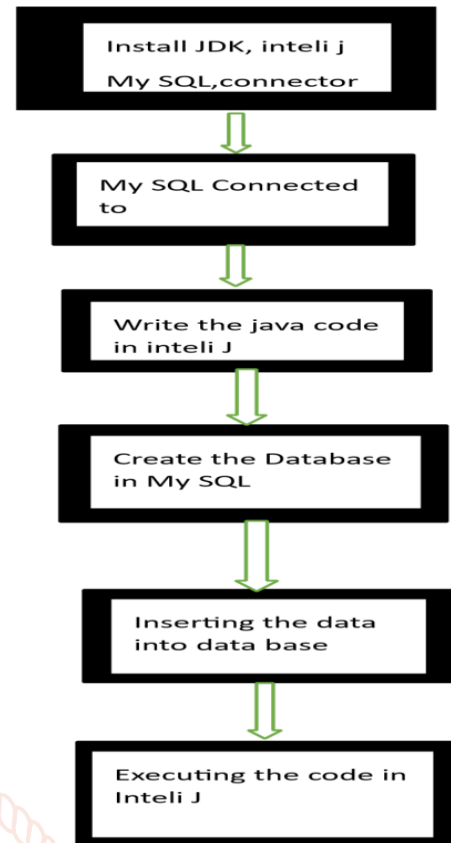 Install JDK, inteli j
My SQL,connector
My SQL Connected
to
Write the java code
in inteli J
Create the Database
in My SQL
Inserting the data
into data base
Executing the code in
Inteli J